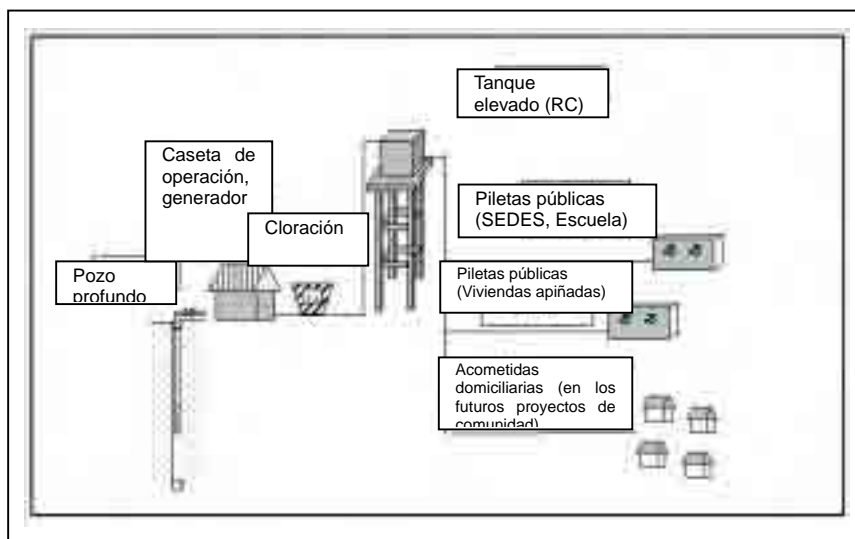 Tanque
elevado (RC)
Caseta de
operación,
generador
Piletas públicas
(SEDES, Escuela)
Cloración
Pozo
profundo
Piletas públicas
(Viviendas apiñadas)
Acometidas
domiciliarias (en los
futuros proyectos de
comunidad)